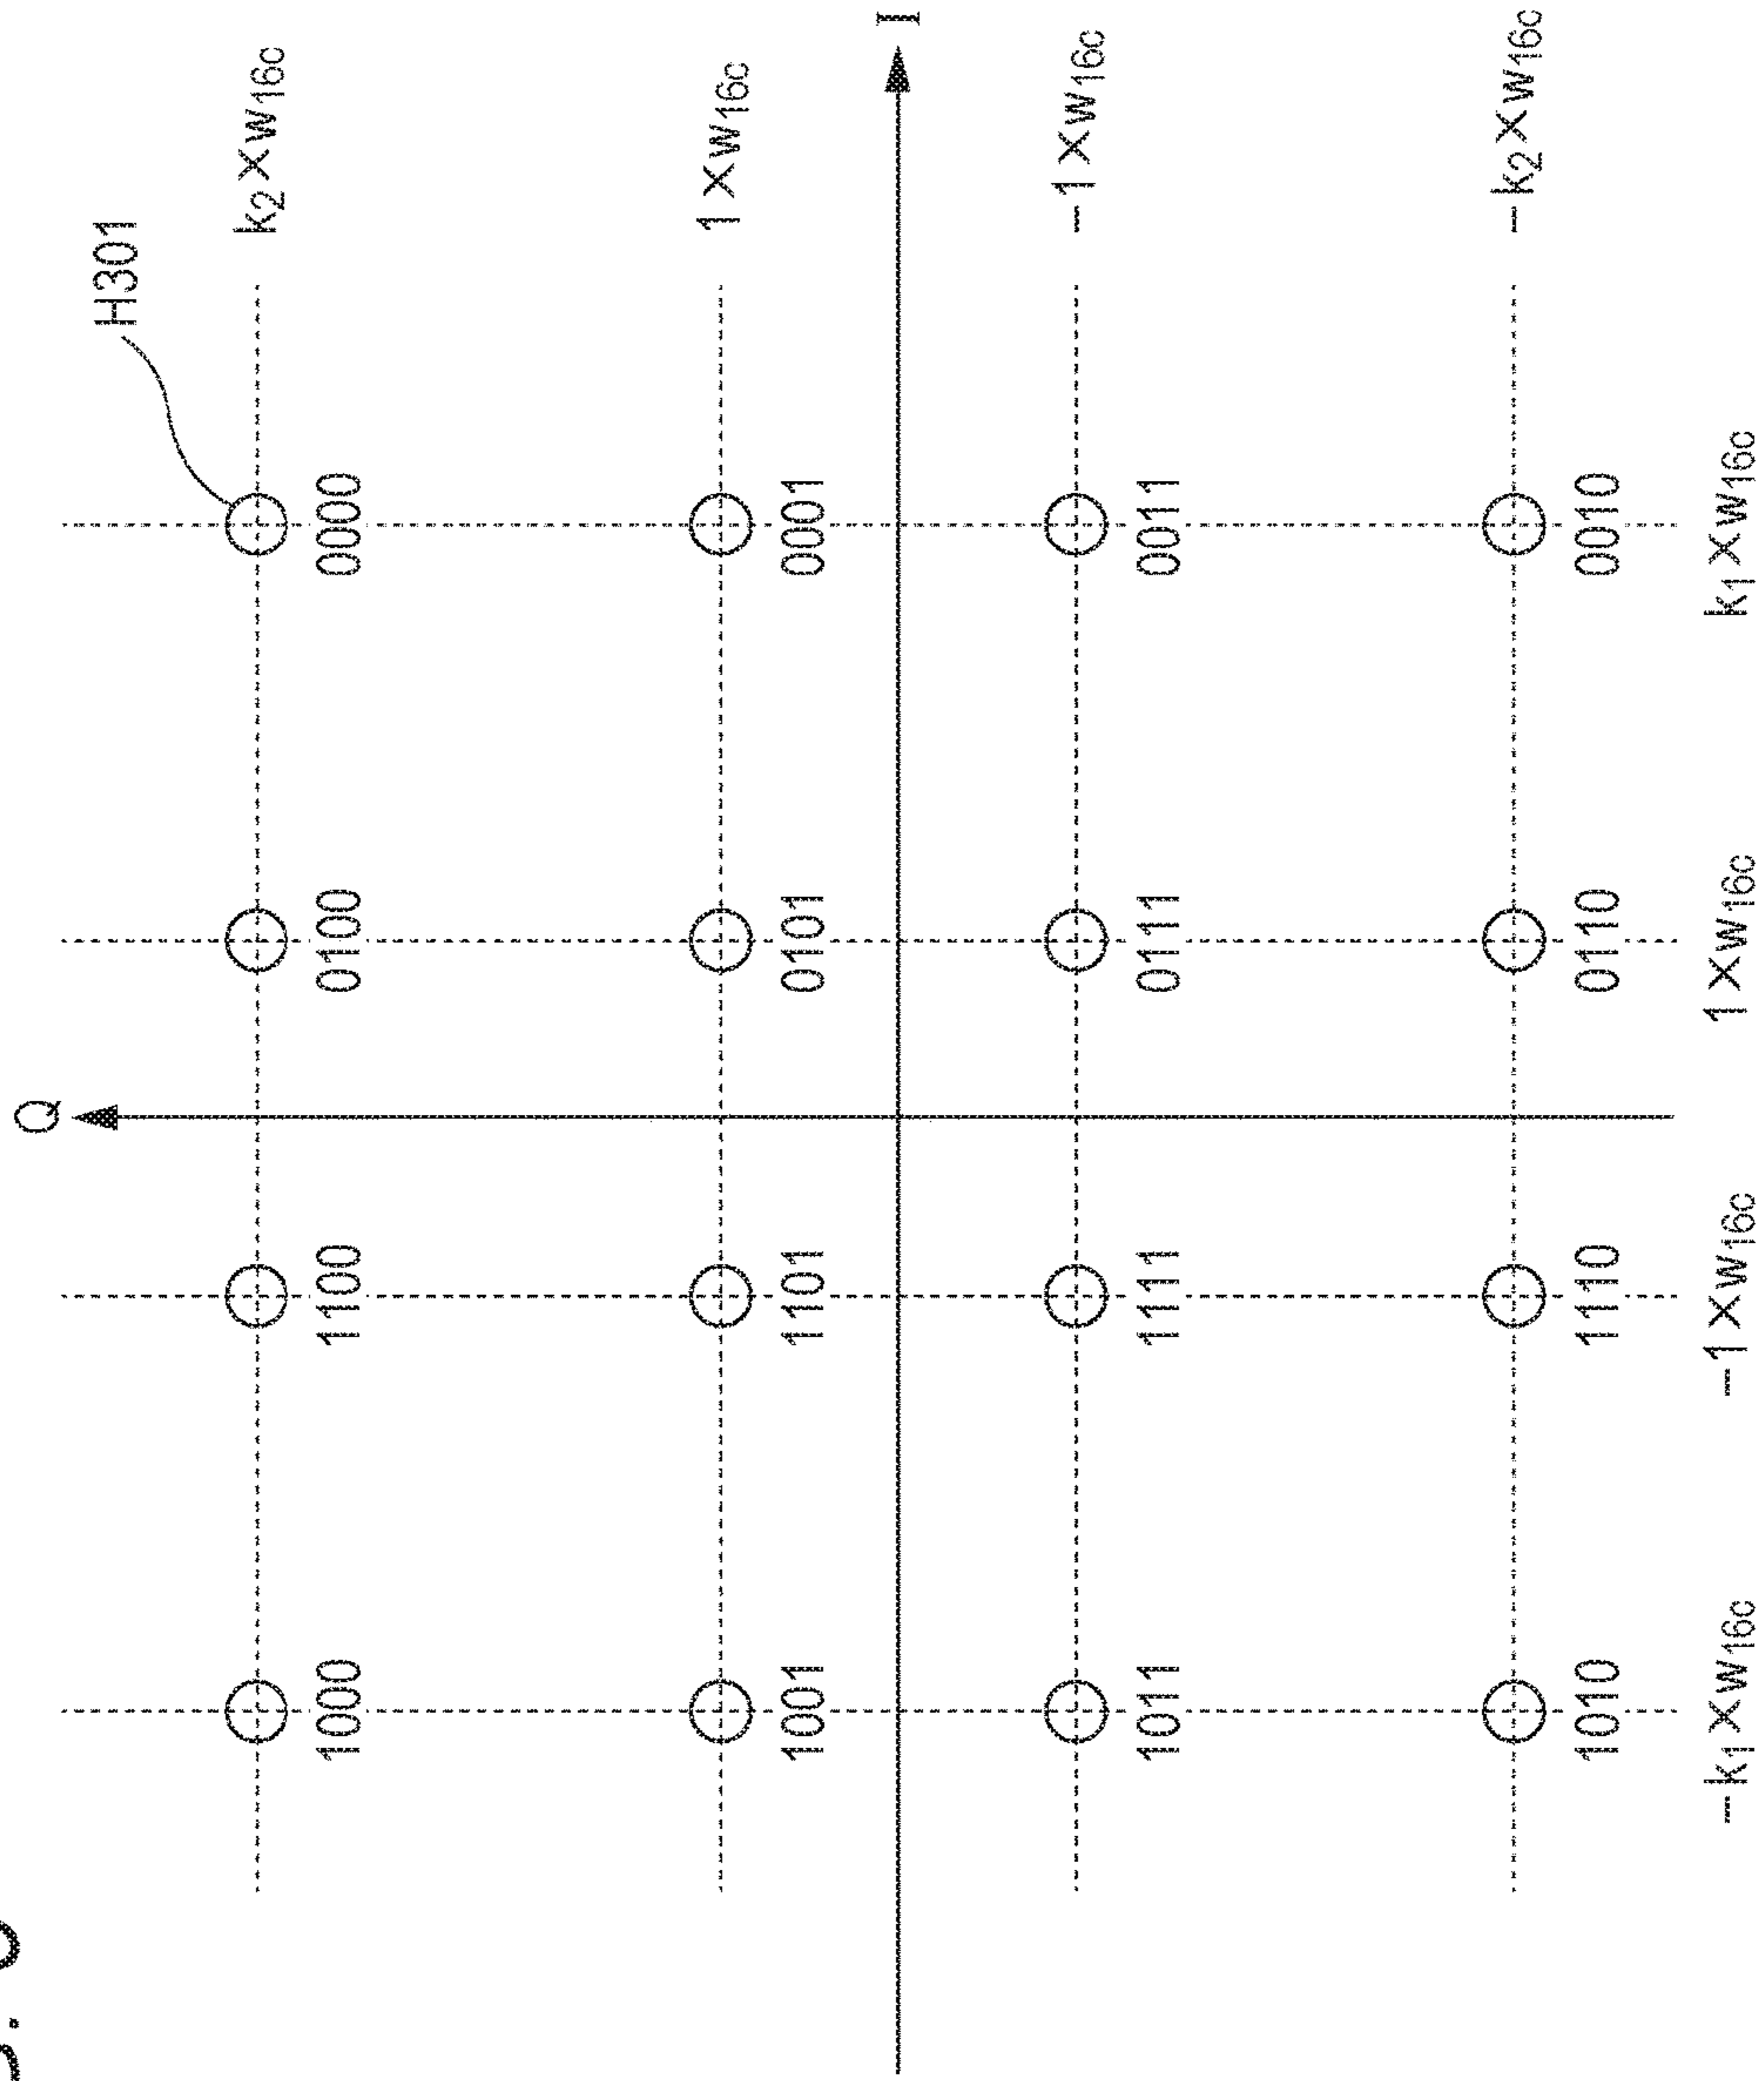 Q
H301
k₂×w₁₆c
1000 1100 0100 0000
1×w₁₆c
1001 1101 0101 0001
I
−1×w₁₆c
1011 1111 0111 0011
−k₂×w₁₆c
1010 1110 0110 0010
−k₁×w₁₆c −1×w₁₆c 1×w₁₆c k₁×w₁₆c